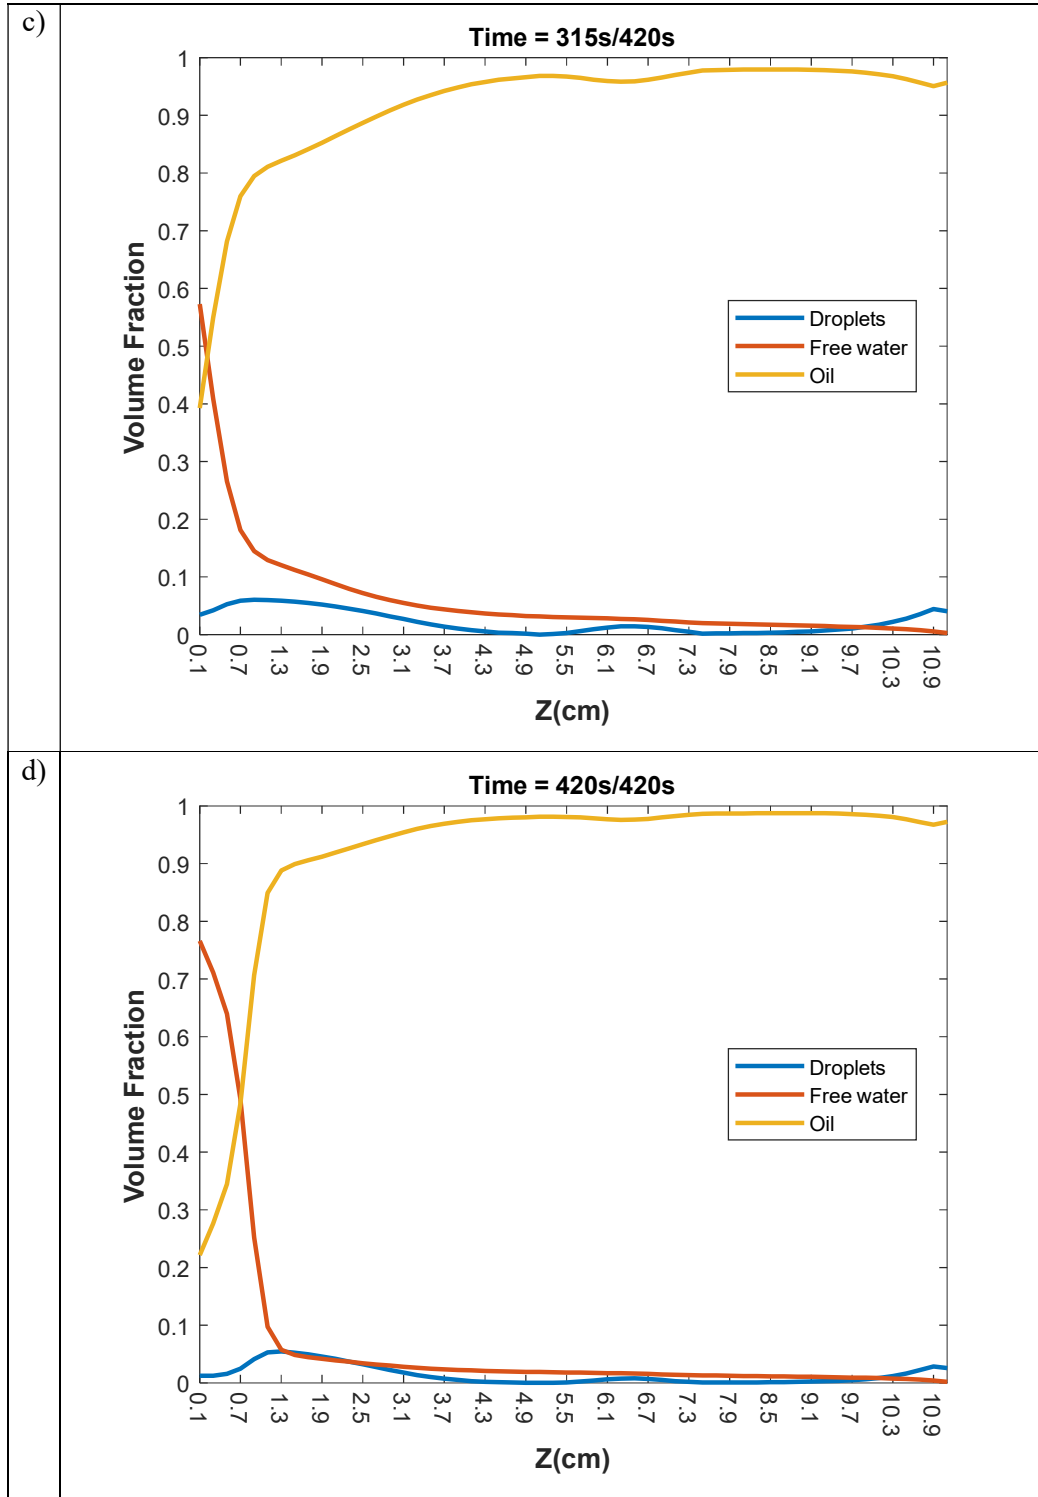 c)
Time = 315s/420s
1
0.9
0.8
0.7
0.6
0.5
0.4
0.3
0.2
0.1
0
Volume Fraction
Droplets
Free water
Oil
0.1 0.7 1.3 1.9 2.5 3.1 3.7 4.3 4.9 5.5 6.1 6.7 7.3 7.9 8.5 9.1 9.7 10.3 10.9
Z(cm)
d)
Time = 420s/420s
1
0.9
0.8
0.7
0.6
0.5
0.4
0.3
0.2
0.1
0
Volume Fraction
Droplets
Free water
Oil
0.1 0.7 1.3 1.9 2.5 3.1 3.7 4.3 4.9 5.5 6.1 6.7 7.3 7.9 8.5 9.1 9.7 10.3 10.9
Z(cm)